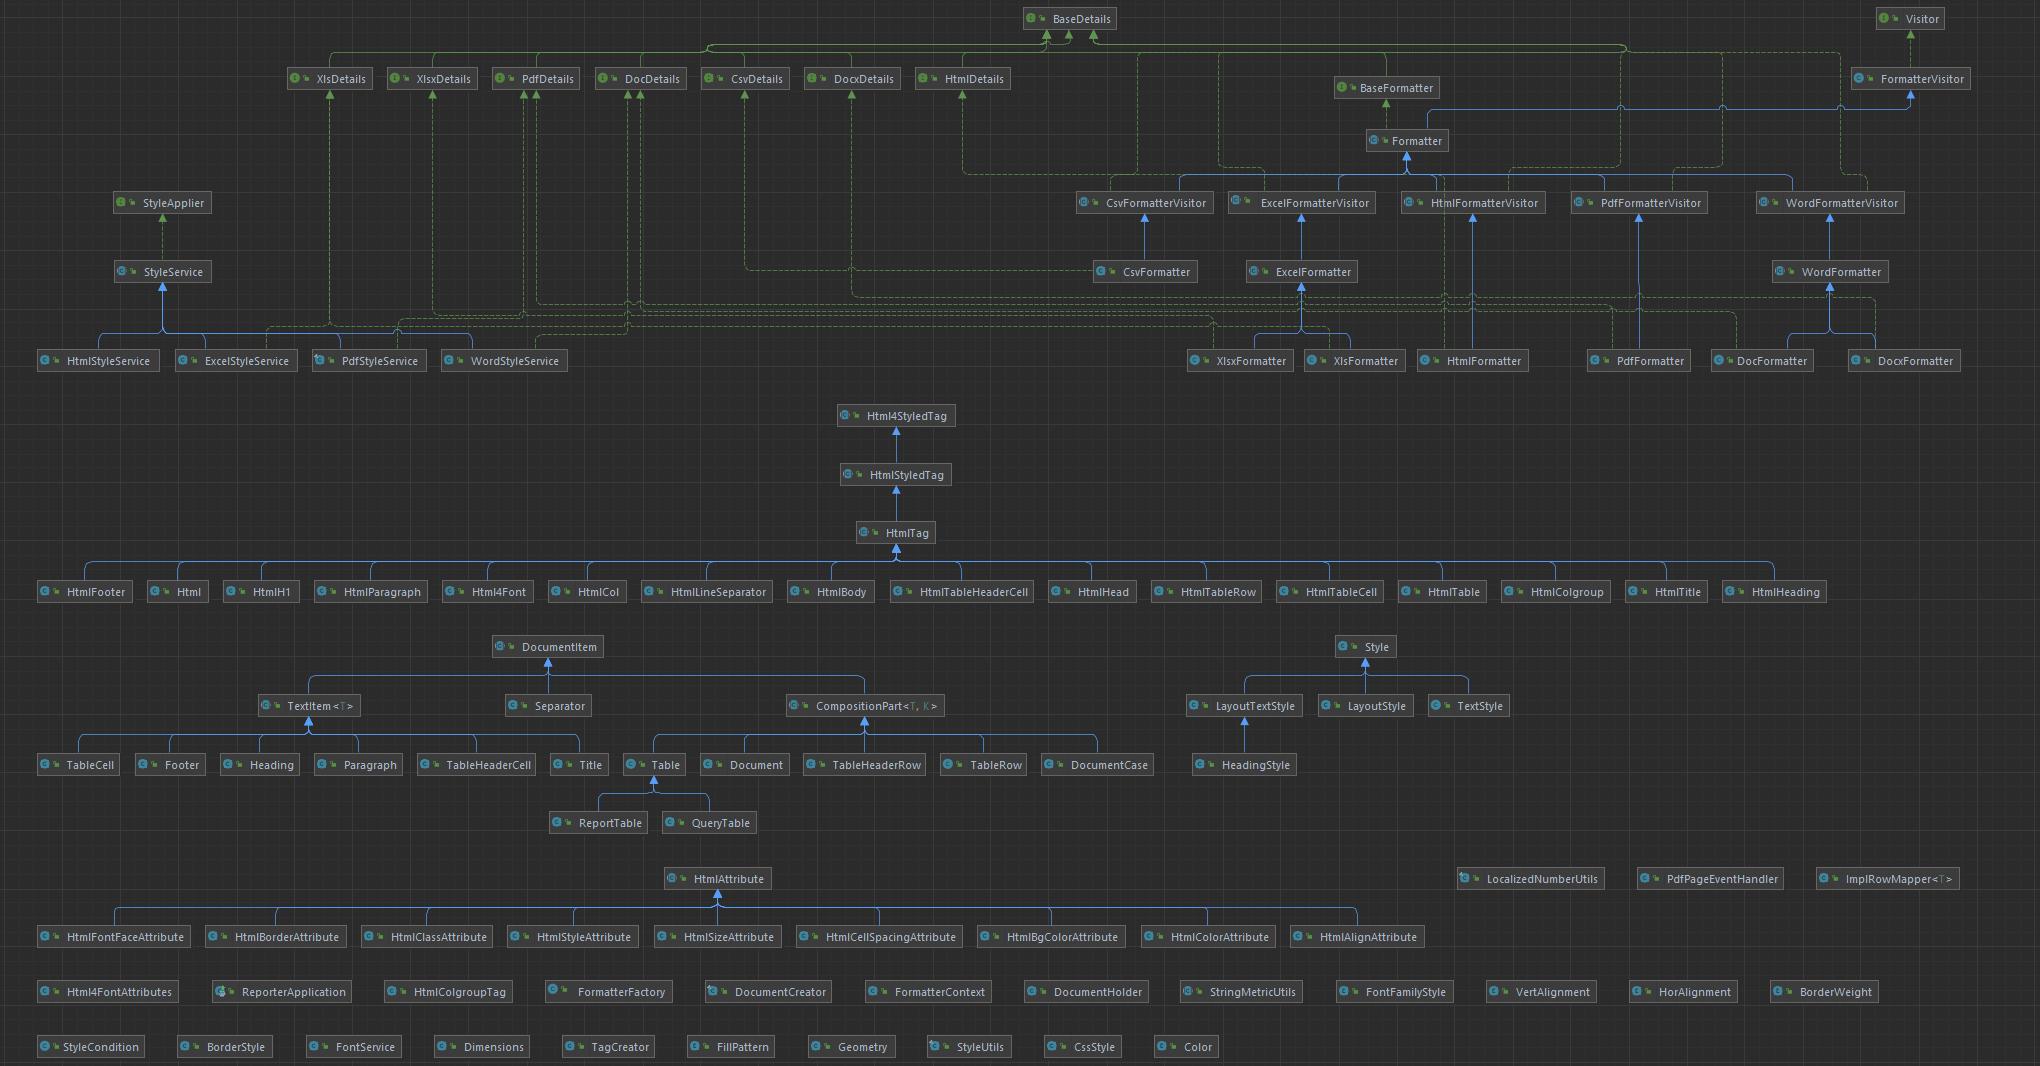 BaseDetails
Visitor
XlsDetails
XlsxDetails
PdfDetails
DocDetails
CsvDetails
DocxDetails
HtmlDetails
FormatterVisitor
BaseFormatter
Formatter
StyleApplier
CsvFormatterVisitor
ExcelFormatterVisitor
HtmlFormatterVisitor
PdfFormatterVisitor
WordFormatterVisitor
StyleService
CsvFormatter
ExcelFormatter
WordFormatter
HtmlStyleService
ExcelStyleService
PdfStyleService
WordStyleService
XlsxFormatter
XlsFormatter
HtmlFormatter
PdfFormatter
DocFormatter
DocxFormatter
Html4StyledTag
HtmlStyledTag
HtmlTag
HtmlFooter
Html
HtmlH1
HtmlParagraph
Html4Font
HtmlCol
HtmlLineSeparator
HtmlBody
HtmlTableHeaderCell
HtmlHead
HtmlTableRow
HtmlTableCell
HtmlTable
HtmlColgroup
HtmlTitle
HtmlHeading
DocumentItem
Style
TextItem<T>
Separator
CompositionPart<T, K>
LayoutTextStyle
LayoutStyle
TextStyle
TableCell
Footer
Heading
Paragraph
TableHeaderCell
Title
Table
Document
TableHeaderRow
TableRow
DocumentCase
HeadingStyle
ReportTable
QueryTable
HtmlAttribute
LocalizedNumberUtils
PdfPageEventHandler
ImplRowMapper<T>
HtmlFontFaceAttribute
HtmlBorderAttribute
HtmlClassAttribute
HtmlStyleAttribute
HtmlSizeAttribute
HtmlCellSpacingAttribute
HtmlBgColorAttribute
HtmlColorAttribute
HtmlAlignAttribute
Html4FontAttributes
ReporterApplication
HtmlColgroupTag
FormatterFactory
DocumentCreator
FormatterContext
DocumentHolder
StringMetricUtils
FontFamilyStyle
VertAlignment
HorAlignment
BorderWeight
StyleCondition
BorderStyle
FontService
Dimensions
TagCreator
FillPattern
Geometry
StyleUtils
CssStyle
Color